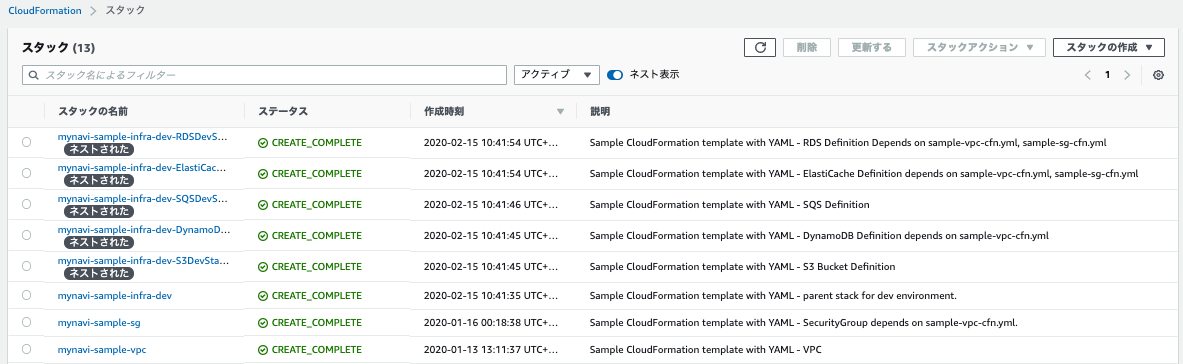 CloudFormation > スタック
スタック (13)
削除
更新する
スタックアクション ▼
スタックの作成 ▼
スタック名によるフィルター
アクティブ ▼
ネスト表示
< 1 >
スタックの名前 ステータス 作成時刻 ▼ 説明
mynavi-sample-infra-dev-RDSDevS...
ネストされた
CREATE_COMPLETE 2020-02-15 10:41:54 UTC+... Sample CloudFormation template with YAML - RDS Definition Depends on sample-vpc-cfn.yml, sample-sg-cfn.yml
mynavi-sample-infra-dev-ElastiCac...
ネストされた
CREATE_COMPLETE 2020-02-15 10:41:54 UTC+... Sample CloudFormation template with YAML - ElastiCache Definition depends on sample-vpc-cfn.yml, sample-sg-cfn.yml
mynavi-sample-infra-dev-SQSDevS...
ネストされた
CREATE_COMPLETE 2020-02-15 10:41:46 UTC+... Sample CloudFormation template with YAML - SQS Definition
mynavi-sample-infra-dev-DynamoD...
ネストされた
CREATE_COMPLETE 2020-02-15 10:41:45 UTC+... Sample CloudFormation template with YAML - DynamoDB Definition depends on sample-vpc-cfn.yml
mynavi-sample-infra-dev-S3DevSta...
ネストされた
CREATE_COMPLETE 2020-02-15 10:41:45 UTC+... Sample CloudFormation template with YAML - S3 Bucket Definition
mynavi-sample-infra-dev CREATE_COMPLETE 2020-02-15 10:41:35 UTC+... Sample CloudFormation template with YAML - parent stack for dev environment.
mynavi-sample-sg CREATE_COMPLETE 2020-01-16 00:18:38 UTC+... Sample CloudFormation template with YAML - SecurityGroup depends on sample-vpc-cfn.yml.
mynavi-sample-vpc CREATE_COMPLETE 2020-01-13 13:11:37 UTC+... Sample CloudFormation template with YAML - VPC